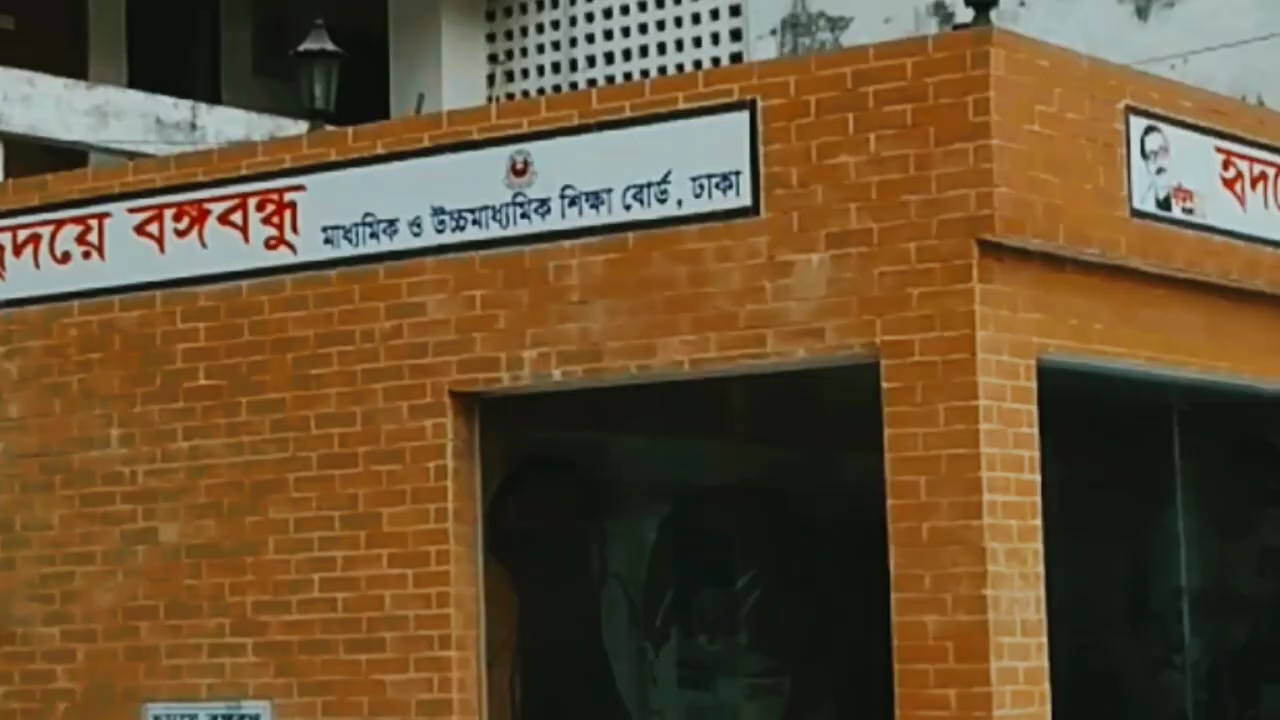 হৃদয়ে বঙ্গবন্ধু মাধ্যমিক ও উচ্চমাধ্যমিক শিক্ষা বোর্ড, ঢাকা